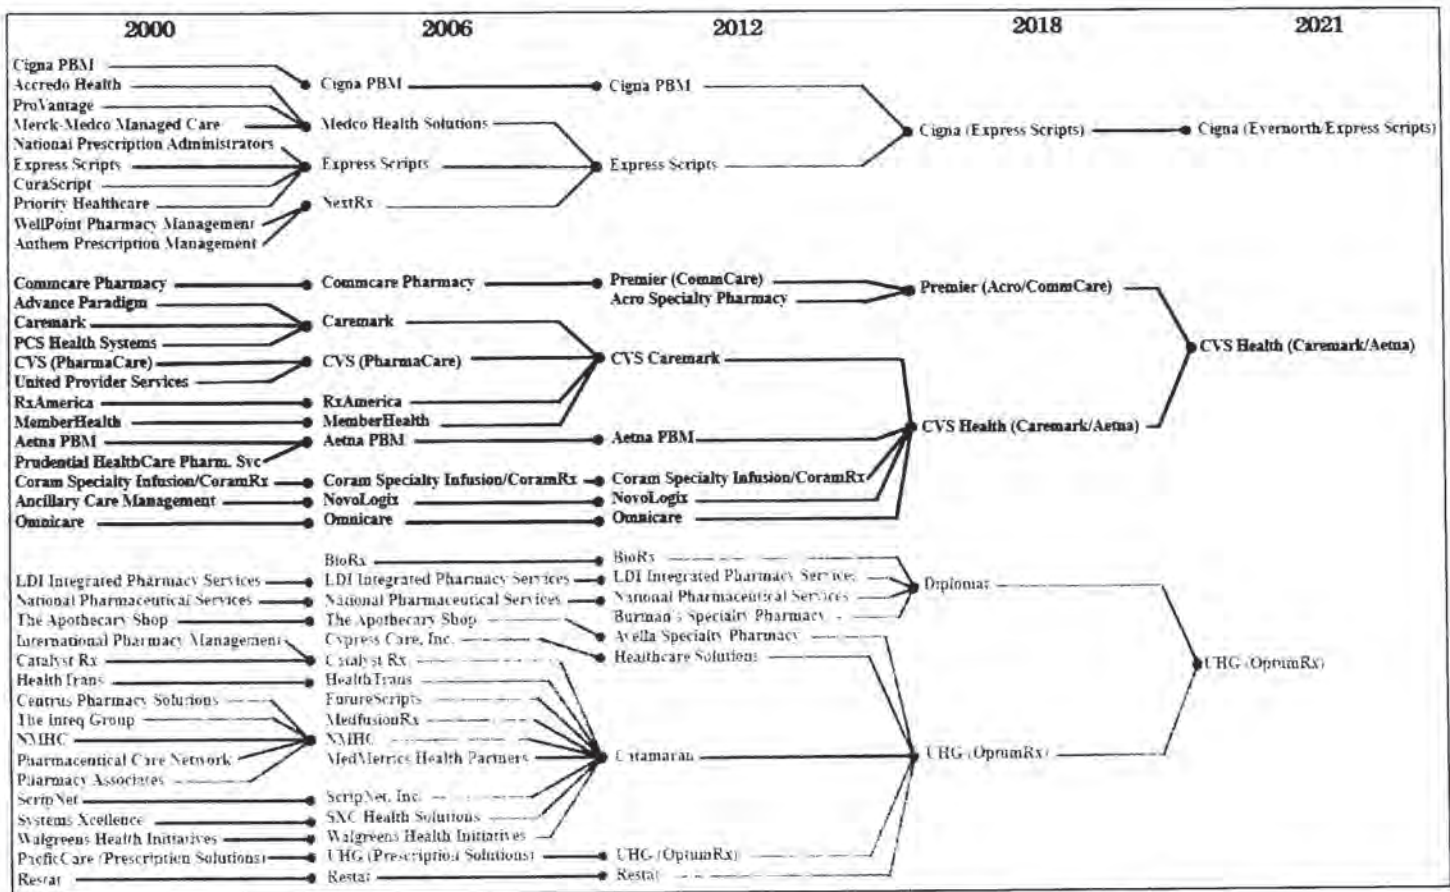 2000 2006 2012 2018 2021
Cigna PBM
Accredo Health
ProVantage
Merck-Medco Managed Care
National Prescription Administrators
Express Scripts
CuraScript
Priority Healthcare
WellPoint Pharmacy Management
Anthem Prescription Management
Cigna PBM
Medco Health Solutions
Express Scripts
NextRx
Cigna PBM
Express Scripts
Cigna (Express Scripts)
Cigna (Evernorth/Express Scripts)
Commcare Pharmacy
Advance Paradigm
Caremark
PCS Health Systems
CVS (PharmaCare)
United Provider Services
RxAmerica
MemberHealth
Aetna PBM
Prudential HealthCare Pharm. Svc
Coram Specialty Infusion/CoramRx
Ancillary Care Management
Omnicare
Commcare Pharmacy
Caremark
CVS (PharmaCare)
RxAmerica
MemberHealth
Aetna PBM
Coram Specialty Infusion/CoramRx
NovoLogix
Omnicare
Premier (CommCare)
Acro Specialty Pharmacy
CVS Caremark
Aetna PBM
Coram Specialty Infusion/CoramRx
NovoLogix
Omnicare
Premier (Acro/CommCare)
CVS Health (Caremark/Aetna)
CVS Health (Caremark/Aetna)
LDI Integrated Pharmacy Services
National Pharmaceutical Services
The Apothecary Shop
International Pharmacy Management
Catalyst Rx
HealthTrans
Centrus Pharmacy Solutions
The Inteq Group
NMHC
Pharmaceutical Care Network
Pharmacy Associates
ScripNet
Systems Xcellence
Walgreens Health Initiatives
PacficCare (Prescription Solutions)
Restat
BioRx
LDI Integrated Pharmacy Services
National Pharmaceutical Services
The Apothecary Shop
Cypress Care, Inc.
Catalyst Rx
HealthTrans
FutureScripts
MedfusionRx
NMHC
MedMetrics Health Partners
ScripNet, Inc.
SXC Health Solutions
Walgreens Health Initiatives
UHG (Prescription Solutions)
Restat
BioRx
LDI Integrated Pharmacy Services
National Pharmaceutical Services
Burman's Specialty Pharmacy
Avella Specialty Pharmacy
Healthcare Solutions
Catamaran
UHG (OptumRx)
Restat
Diplomat
UHG (OptumRx)
UHG (OptumRx)